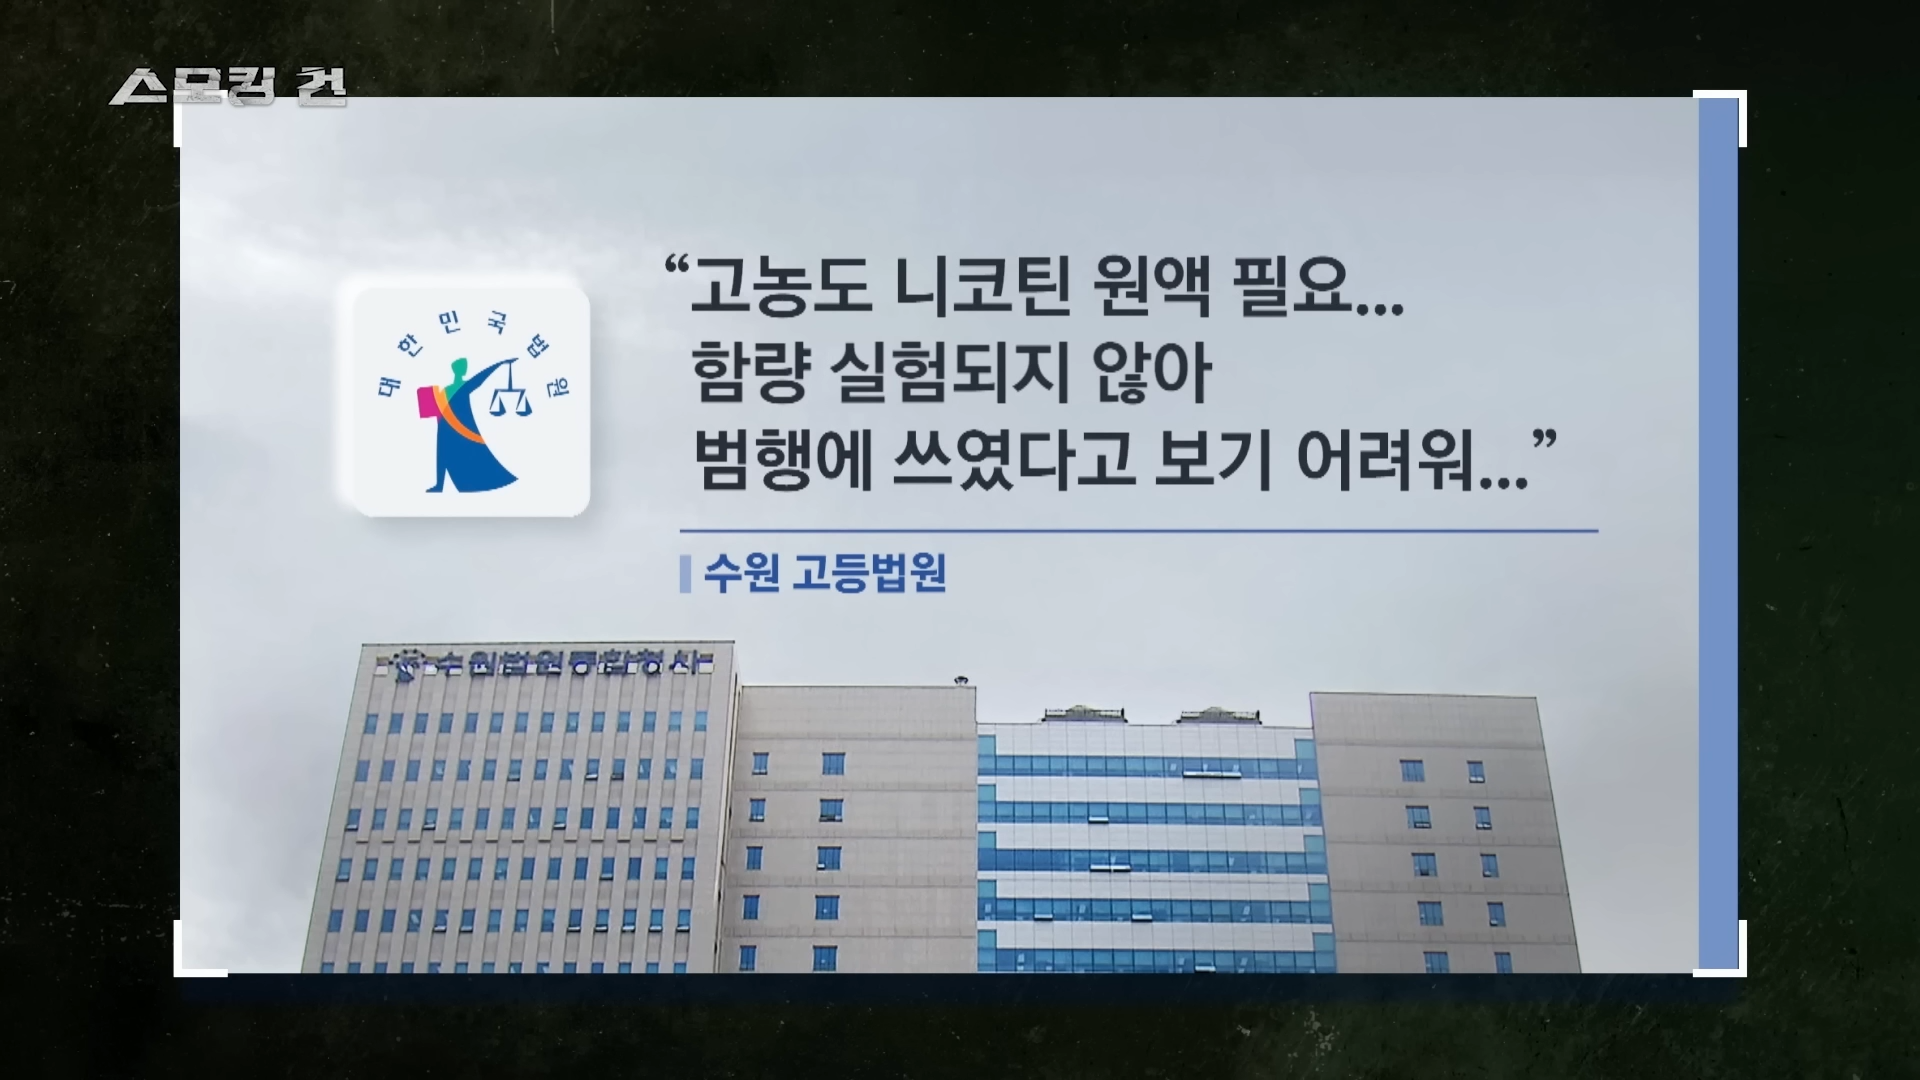 스모킹 건
대한민국법원
“고농도 니코틴 원액 필요...
함량 실험되지 않아
범행에 쓰였다고 보기 어려워...”
수원 고등법원
수원법원종합청사